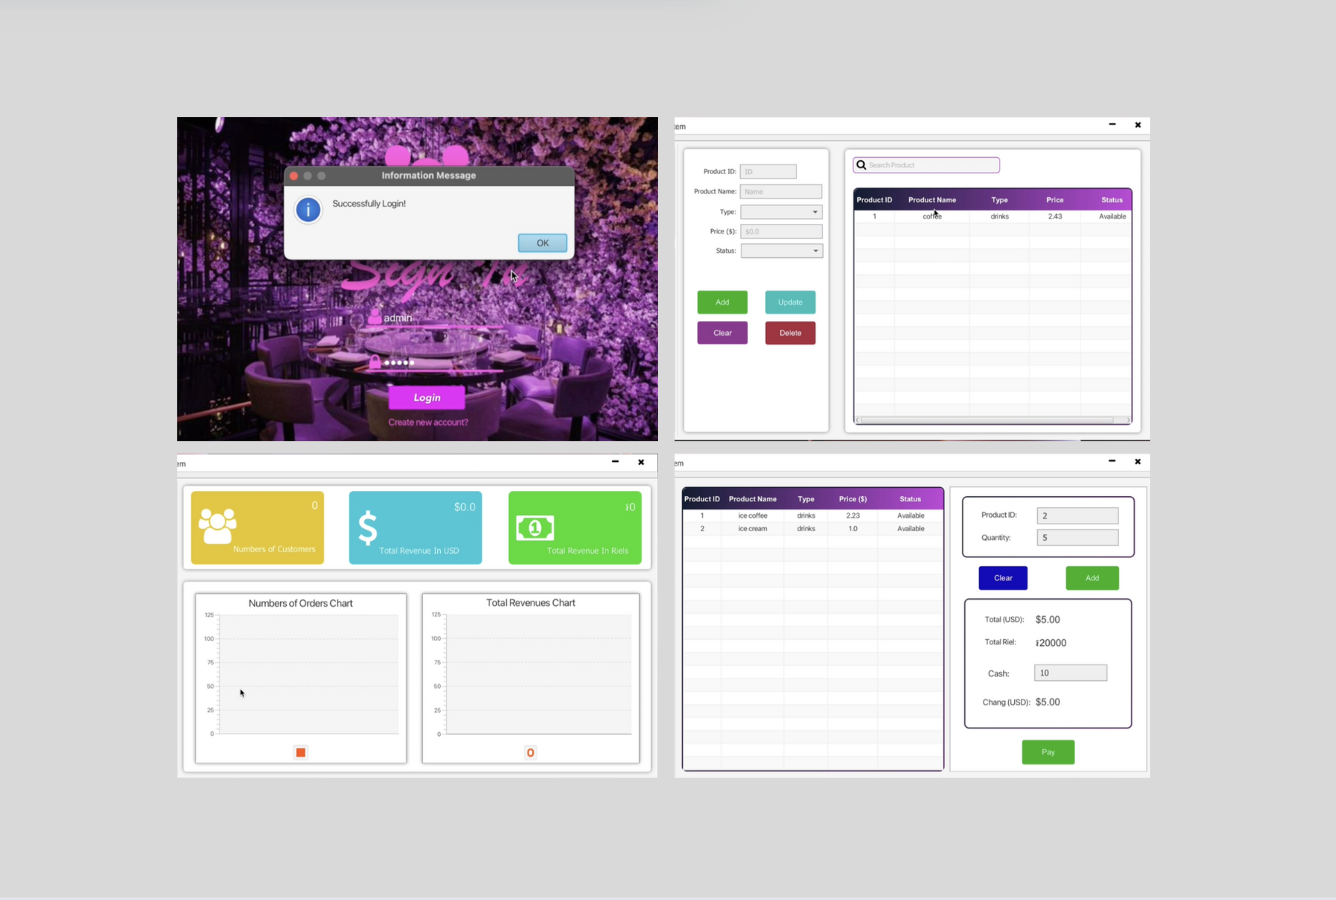 Information Message
Successfully Login!
OK
Sign In
admin
Login
Create new account?
tem
Product ID: ID
Product Name: Name
Type:
Price ($): $0.0
Status:
Add Update
Clear Delete
Search Product
Product ID Product Name Type Price Status
1 coffee drinks 2.43 Available
em
0
Numbers of Customers
$0.0
Total Revenue In USD
៛0
Total Revenue In Riels
Numbers of Orders Chart
125
100
75
50
25
0
Total Revenues Chart
125
100
75
50
25
0
em
Product ID Product Name Type Price ($) Status
1 ice coffee drinks 2.23 Available
2 ice cream drinks 1.0 Available
Product ID: 2
Quantity: 5
Clear Add
Total (USD): $5.00
Total Riel: ៛20000
Cash: 10
Chang (USD): $5.00
Pay